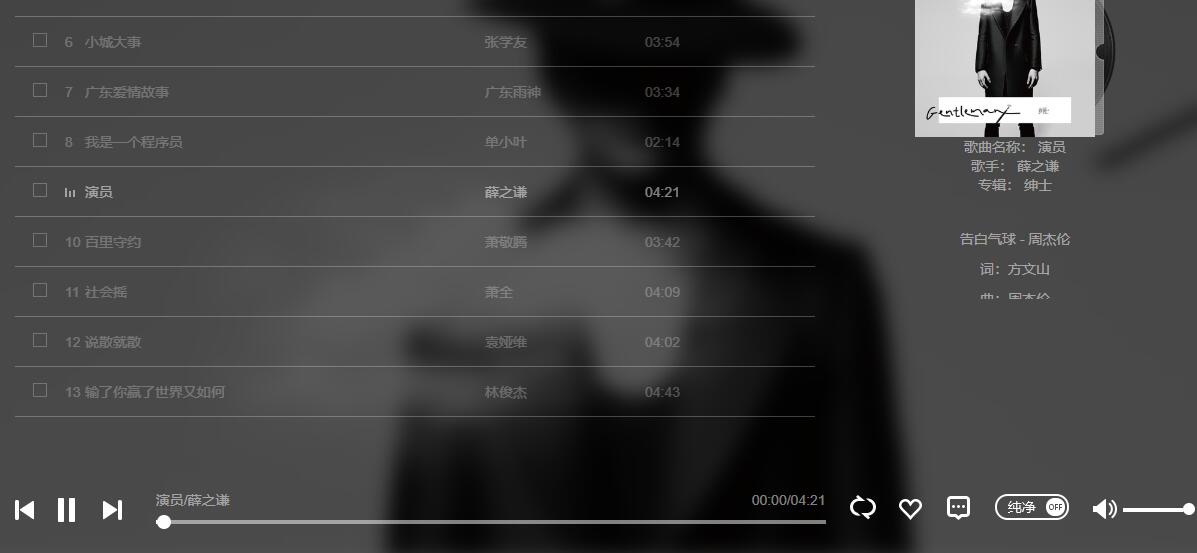 6 小城大事 张学友 03:54
7 广东爱情故事 广东雨神 03:34
8 我是一个程序员 单小叶 02:14
演员 薛之谦 04:21
10 百里守约 萧敬腾 03:42
11 社会摇 萧全 04:09
12 说散就散 袁娅维 04:02
13 输了你赢了世界又如何 林俊杰 04:43
Gentleman
歌曲名称： 演员
歌手： 薛之谦
专辑： 绅士
告白气球 - 周杰伦
词：方文山
曲：周杰伦
演员/薛之谦 00:00/04:21
纯净 OFF